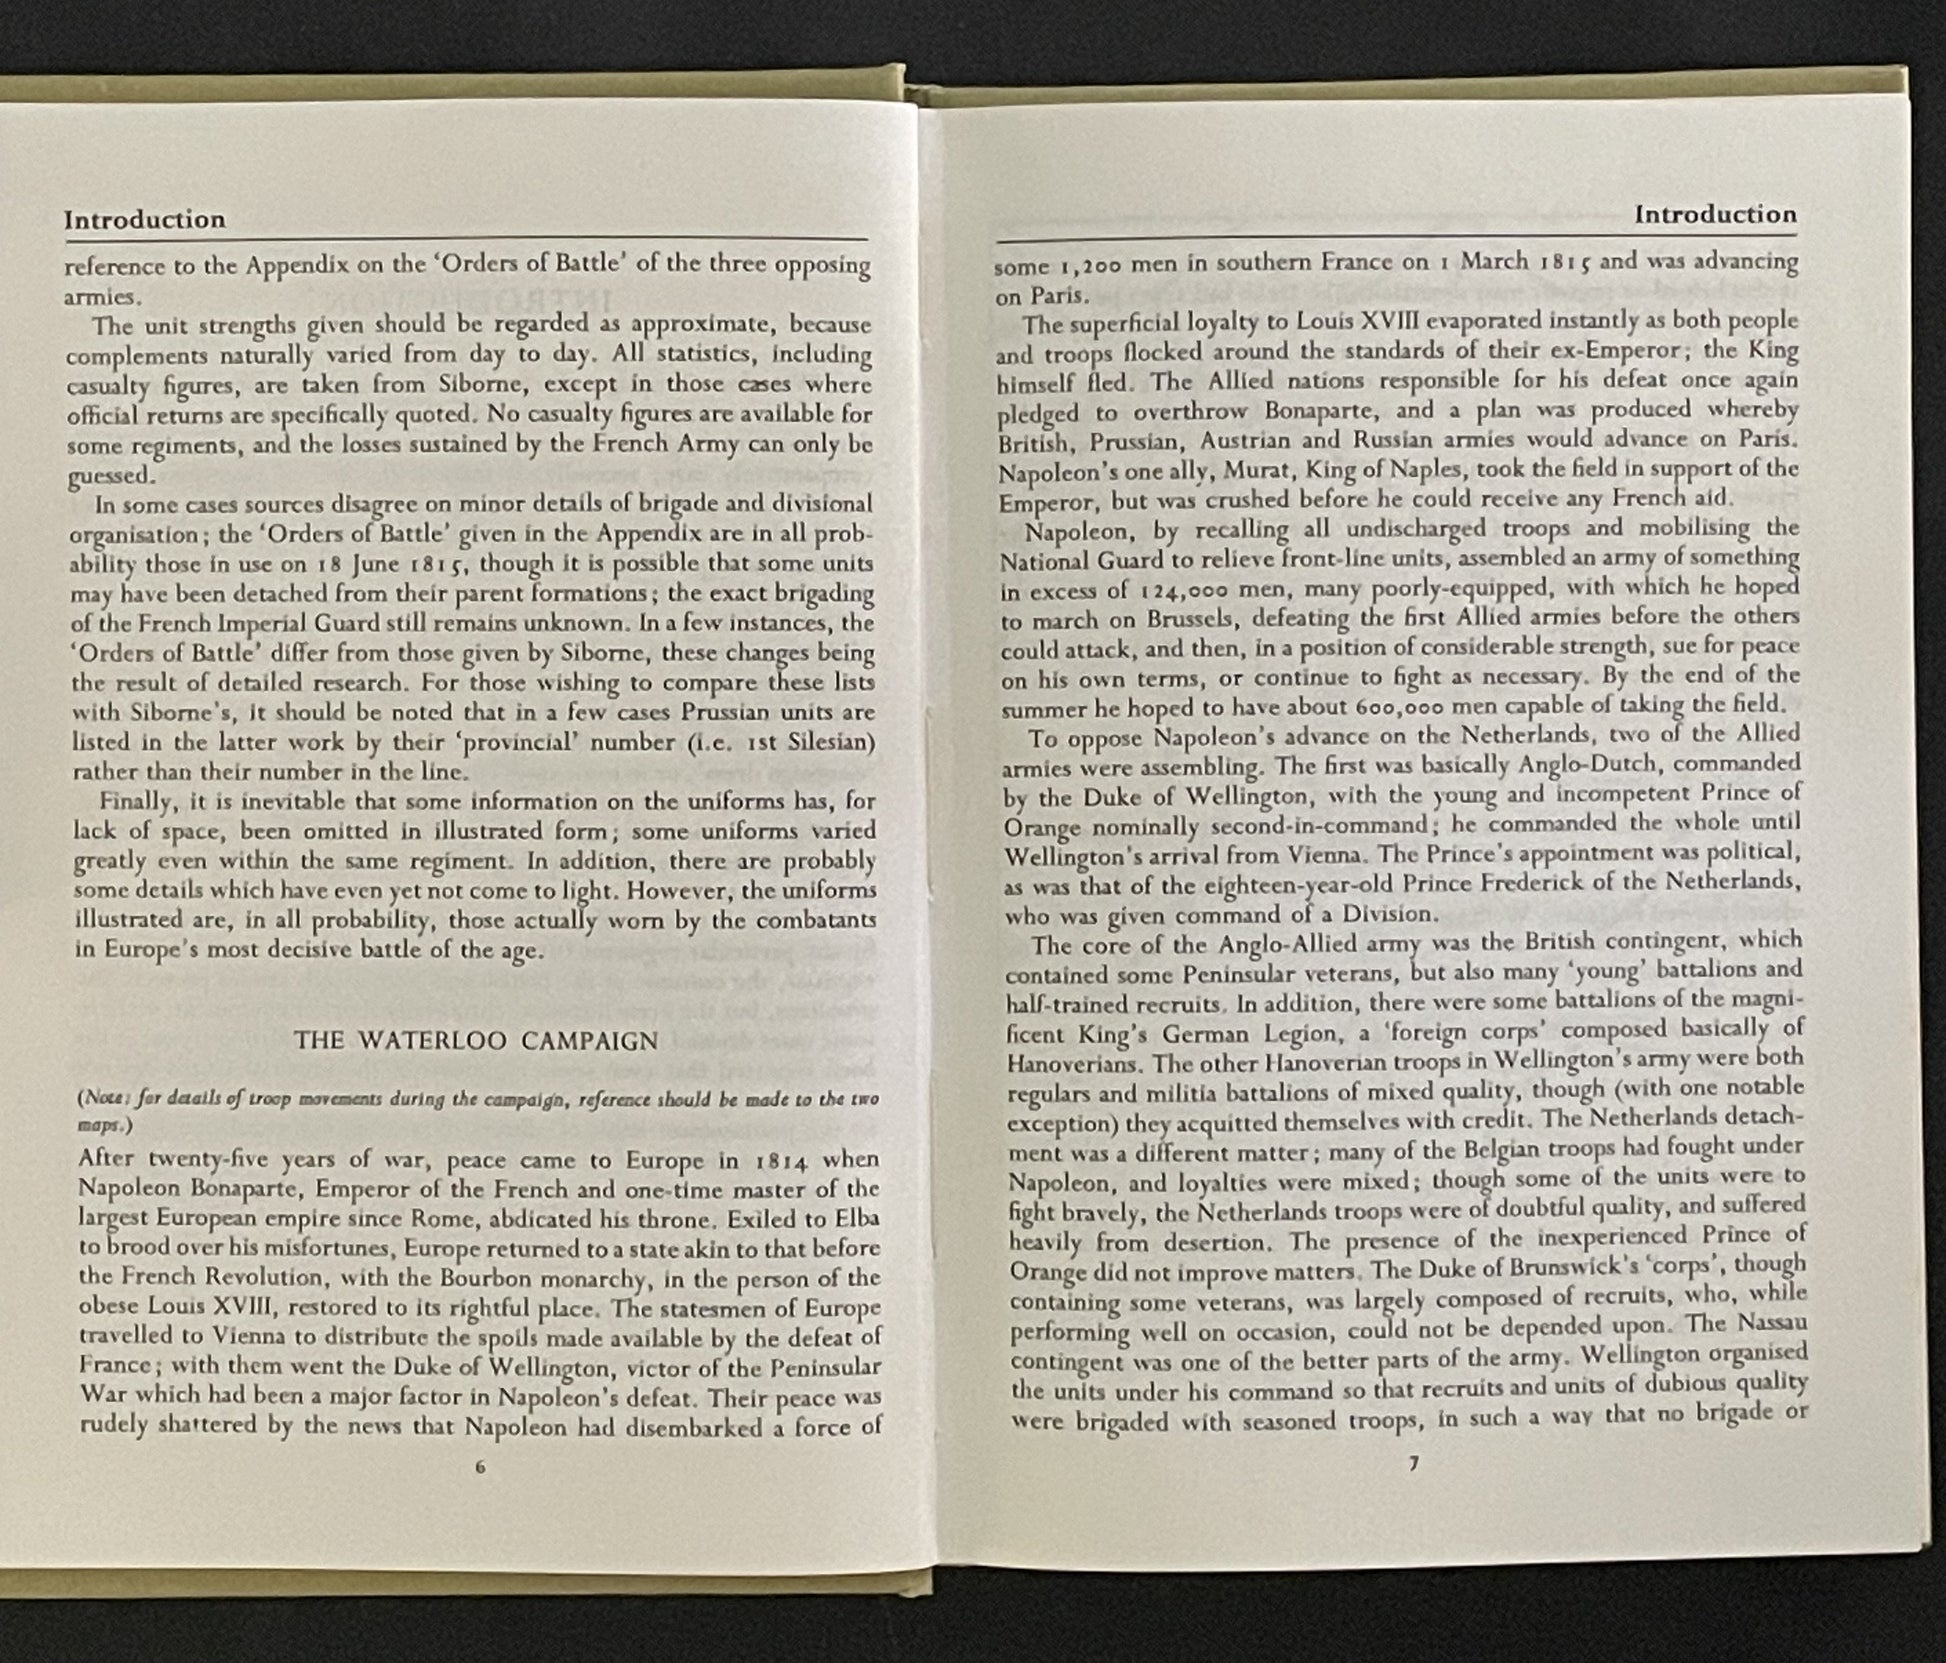 Introduction
reference to the Appendix on the ‘Orders of Battle’ of the three opposing
armies.
The unit strengths given should be regarded as approximate, because
complements naturally varied from day to day. All statistics, including
casualty figures, are taken from Siborne, except in those cases where
official returns are specifically quoted. No casualty figures are available for
some regiments, and the losses sustained by the French Army can only be
guessed.
In some cases sources disagree on minor details of brigade and divisional
organisation; the ‘Orders of Battle’ given in the Appendix are in all prob-
ability those in use on 18 June 1815, though it is possible that some units
may have been detached from their parent formations; the exact brigading
of the French Imperial Guard still remains unknown. In a few instances, the
‘Orders of Battle’ differ from those given by Siborne, these changes being
the result of detailed research. For those wishing to compare these lists
with Siborne’s, it should be noted that in a few cases Prussian units are
listed in the latter work by their ‘provincial’ number (i.e. 1st Silesian)
rather than their number in the line.
Finally, it is inevitable that some information on the uniforms has, for
lack of space, been omitted in illustrated form; some uniforms varied
greatly even within the same regiment. In addition, there are probably
some details which have even yet not come to light. However, the uniforms
illustrated are, in all probability, those actually worn by the combatants
in Europe’s most decisive battle of the age.
THE WATERLOO CAMPAIGN
(Note: for details of troop movements during the campaign, reference should be made to the two
maps.)
After twenty-five years of war, peace came to Europe in 1814 when
Napoleon Bonaparte, Emperor of the French and one-time master of the
largest European empire since Rome, abdicated his throne. Exiled to Elba
to brood over his misfortunes, Europe returned to a state akin to that before
the French Revolution, with the Bourbon monarchy, in the person of the
obese Louis XVIII, restored to its rightful place. The statesmen of Europe
travelled to Vienna to distribute the spoils made available by the defeat of
France; with them went the Duke of Wellington, victor of the Peninsular
War which had been a major factor in Napoleon’s defeat. Their peace was
rudely shattered by the news that Napoleon had disembarked a force of
6
Introduction
some 1,200 men in southern France on 1 March 1815 and was advancing
on Paris.
The superficial loyalty to Louis XVIII evaporated instantly as both people
and troops flocked around the standards of their ex-Emperor; the King
himself fled. The Allied nations responsible for his defeat once again
pledged to overthrow Bonaparte, and a plan was produced whereby
British, Prussian, Austrian and Russian armies would advance on Paris.
Napoleon’s one ally, Murat, King of Naples, took the field in support of the
Emperor, but was crushed before he could receive any French aid.
Napoleon, by recalling all undischarged troops and mobilising the
National Guard to relieve front-line units, assembled an army of something
in excess of 124,000 men, many poorly-equipped, with which he hoped
to march on Brussels, defeating the first Allied armies before the others
could attack, and then, in a position of considerable strength, sue for peace
on his own terms, or continue to fight as necessary. By the end of the
summer he hoped to have about 600,000 men capable of taking the field.
To oppose Napoleon’s advance on the Netherlands, two of the Allied
armies were assembling. The first was basically Anglo-Dutch, commanded
by the Duke of Wellington, with the young and incompetent Prince of
Orange nominally second-in-command; he commanded the whole until
Wellington’s arrival from Vienna. The Prince’s appointment was political,
as was that of the eighteen-year-old Prince Frederick of the Netherlands,
who was given command of a Division.
The core of the Anglo-Allied army was the British contingent, which
contained some Peninsular veterans, but also many ‘young’ battalions and
half-trained recruits. In addition, there were some battalions of the magni-
ficent King’s German Legion, a ‘foreign corps’ composed basically of
Hanoverians. The other Hanoverian troops in Wellington’s army were both
regulars and militia battalions of mixed quality, though (with one notable
exception) they acquitted themselves with credit. The Netherlands detach-
ment was a different matter; many of the Belgian troops had fought under
Napoleon, and loyalties were mixed; though some of the units were to
fight bravely, the Netherlands troops were of doubtful quality, and suffered
heavily from desertion. The presence of the inexperienced Prince of
Orange did not improve matters. The Duke of Brunswick’s ‘corps’, though
containing some veterans, was largely composed of recruits, who, while
performing well on occasion, could not be depended upon. The Nassau
contingent was one of the better parts of the army. Wellington organised
the units under his command so that recruits and units of dubious quality
were brigaded with seasoned troops, in such a way that no brigade or
7